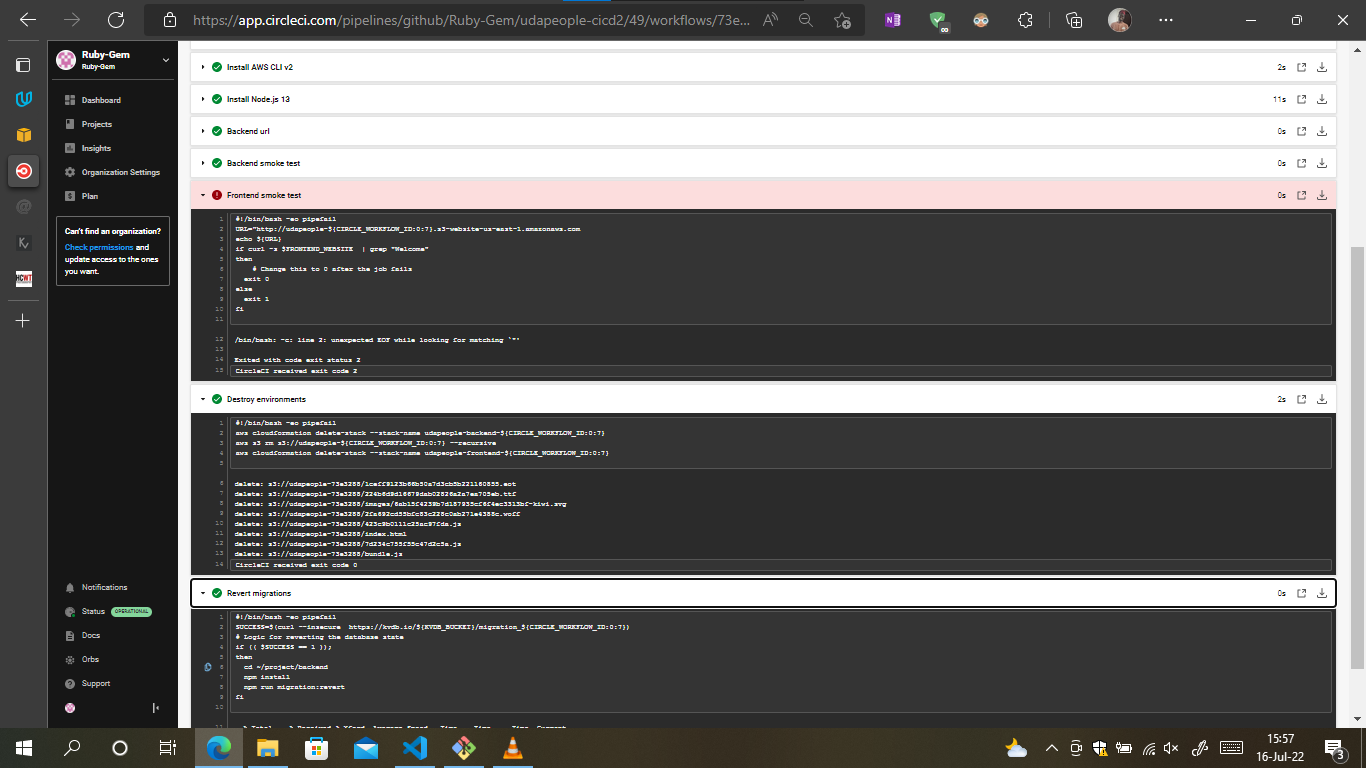 https://app.circleci.com/pipelines/github/Ruby-Gem/udapeople-cicd2/49/workflows/73e...
Ruby-Gem
Ruby-Gem
Dashboard
Projects
Insights
Organization Settings
Plan
Can't find an organization?
Check permissions and
update access to the ones
you want.
Notifications
Status OPERATIONAL
Docs
Orbs
Support
Install AWS CLI v2 2s
Install Node.js 13 11s
Backend url 0s
Backend smoke test 0s
Frontend smoke test 0s
1 #!/bin/bash -eo pipefail
2 URL="http://udapeople-${CIRCLE_WORKFLOW_ID:0:7}.s3-website-us-east-1.amazonaws.com
3 echo ${URL}
4 if curl -s $FRONTEND_WEBSITE | grep "Welcome"
5 then
6 # Change this to 0 after the job fails
7 exit 0
8 else
9 exit 1
10 fi
11
12 /bin/bash: -c: line 2: unexpected EOF while looking for matching `"'
13
14 Exited with code exit status 2
15 CircleCI received exit code 2
Destroy environments 2s
1 #!/bin/bash -eo pipefail
2 aws cloudformation delete-stack --stack-name udapeople-backend-${CIRCLE_WORKFLOW_ID:0:7}
3 aws s3 rm s3://udapeople-${CIRCLE_WORKFLOW_ID:0:7} --recursive
4 aws cloudformation delete-stack --stack-name udapeople-frontend-${CIRCLE_WORKFLOW_ID:0:7}
5
6 delete: s3://udapeople-73e3288/1ceff9123b66b50a7d3cb5b221160835.eot
7 delete: s3://udapeople-73e3288/224b6d9d16679dab02826a2a7ea705eb.ttf
8 delete: s3://udapeople-73e3288/images/6ab15f4239b7d187935cf6f4ec3313bf-kiwi.svg
9 delete: s3://udapeople-73e3288/2fa692cd55bfc83c228c0ab271e4388c.woff
10 delete: s3://udapeople-73e3288/423c9b0111c25ac97fda.js
11 delete: s3://udapeople-73e3288/index.html
12 delete: s3://udapeople-73e3288/7d234c755f35c47d2c5a.js
13 delete: s3://udapeople-73e3288/bundle.js
14 CircleCI received exit code 0
Revert migrations 0s
1 #!/bin/bash -eo pipefail
2 SUCCESS=$(curl --insecure https://kvdb.io/${KVDB_BUCKET}/migration_${CIRCLE_WORKFLOW_ID:0:7})
3 # Logic for reverting the database state
4 if (( $SUCCESS == 1 ));
5 then
6 cd ~/project/backend
7 npm install
8 npm run migration:revert
9 fi
10
15:57
16-Jul-22
3